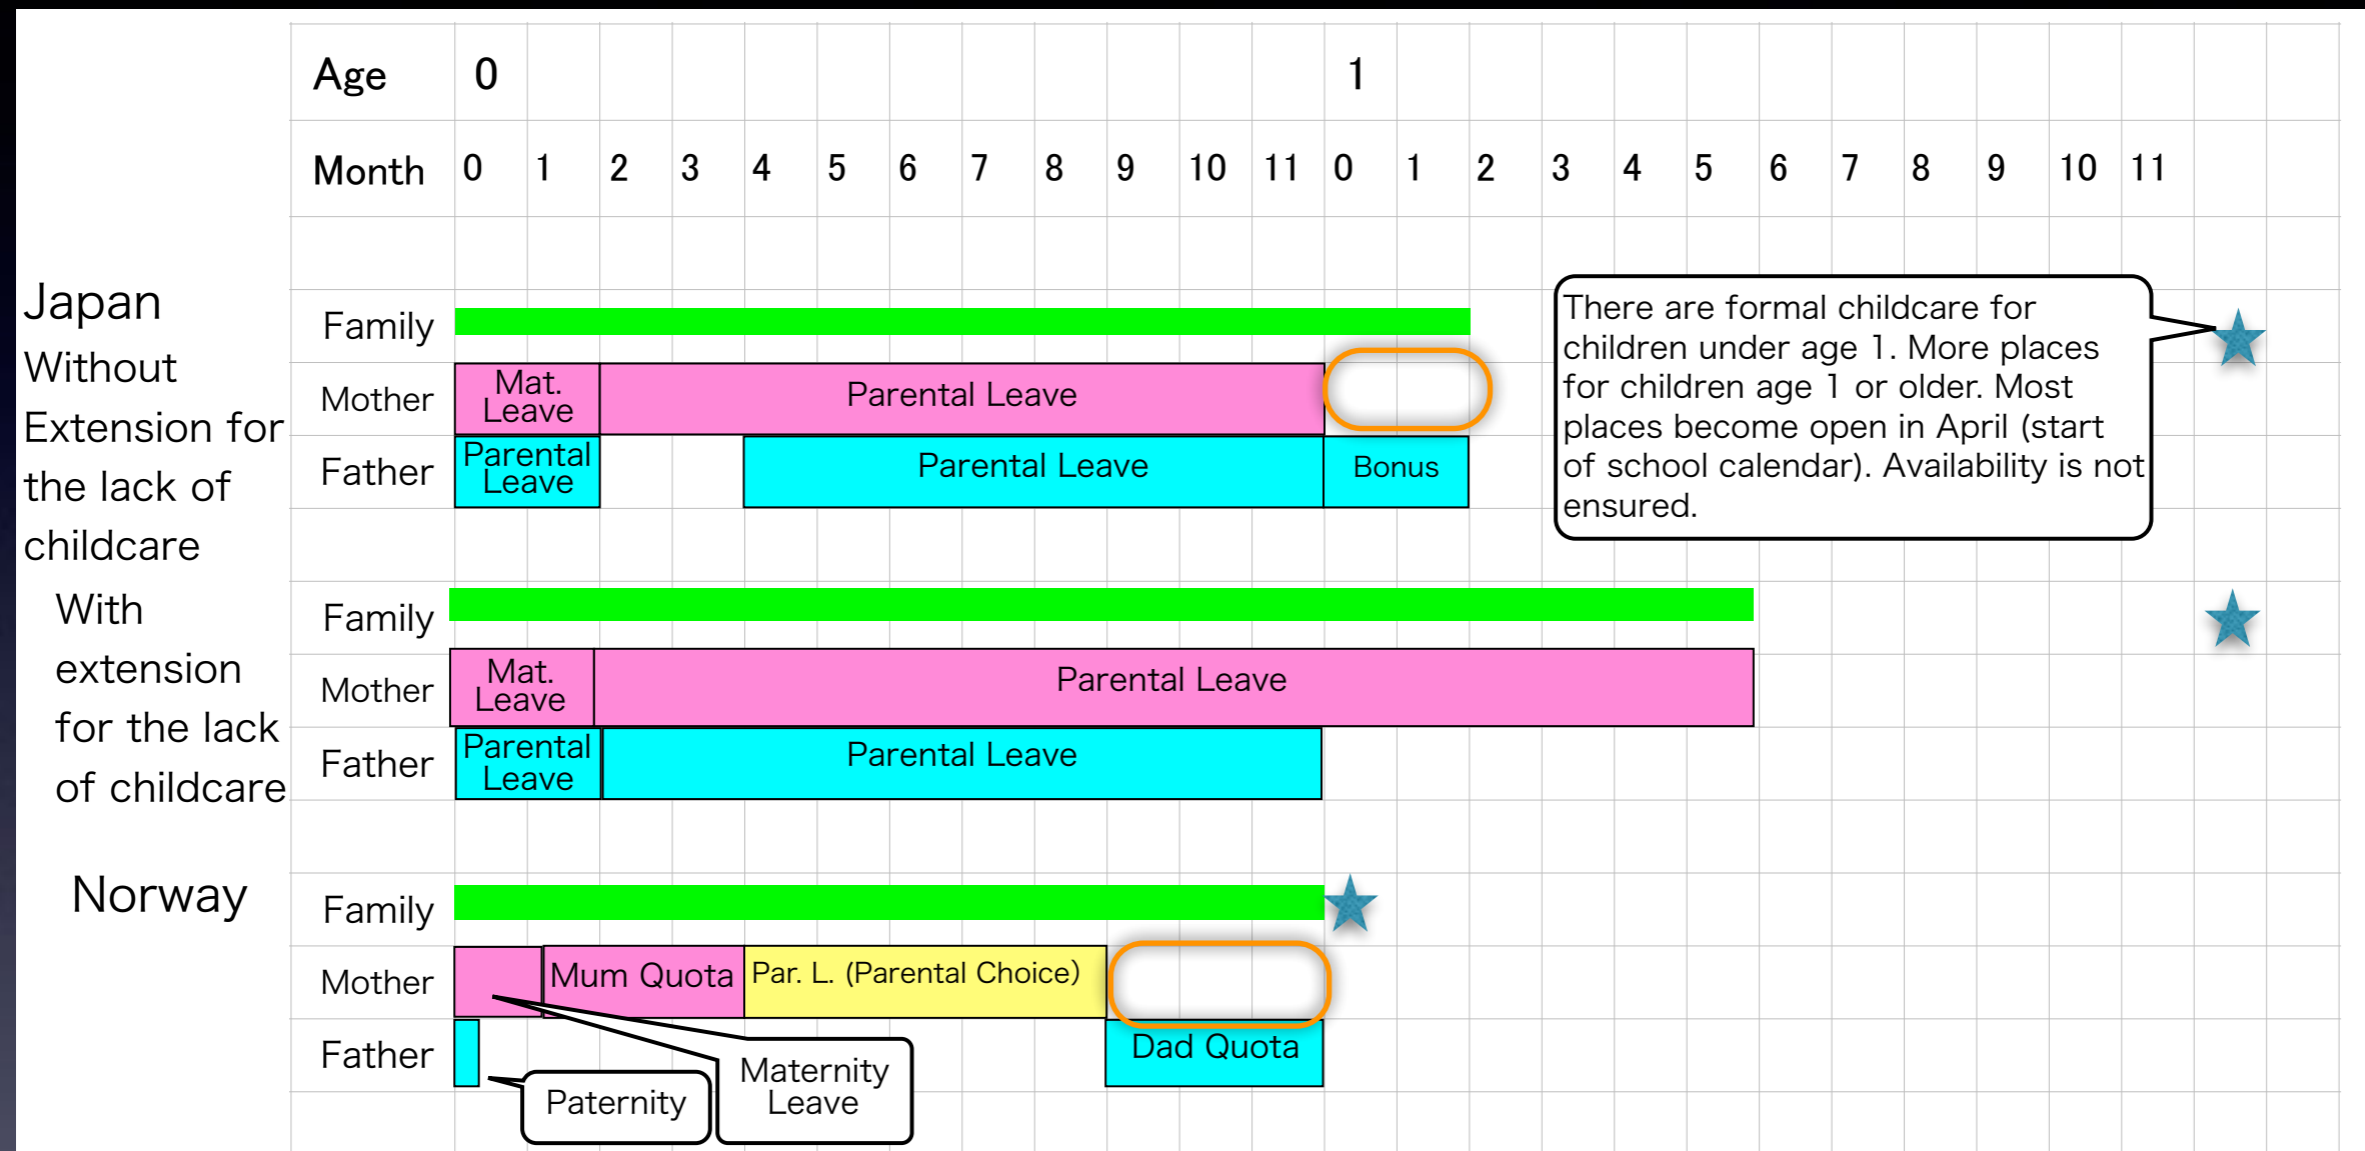 Age 0 1
Month 0 1 2 3 4 5 6 7 8 9 10 11 0 1 2 3 4 5 6 7 8 9 10 11
Japan
Without
Extension for
the lack of
childcare
Family
Mother
Mat.
Leave
Parental Leave
Father
Parental
Leave
Parental Leave
Bonus
There are formal childcare for
children under age 1. More places
for children age 1 or older. Most
places become open in April (start
of school calendar). Availability is not
ensured.
With
extension
for the lack
of childcare
Family
Mother
Mat.
Leave
Parental Leave
Father
Parental
Leave
Parental Leave
Norway
Family
Mother
Mum Quota
Par. L. (Parental Choice)
Father
Dad Quota
Paternity
Maternity
Leave